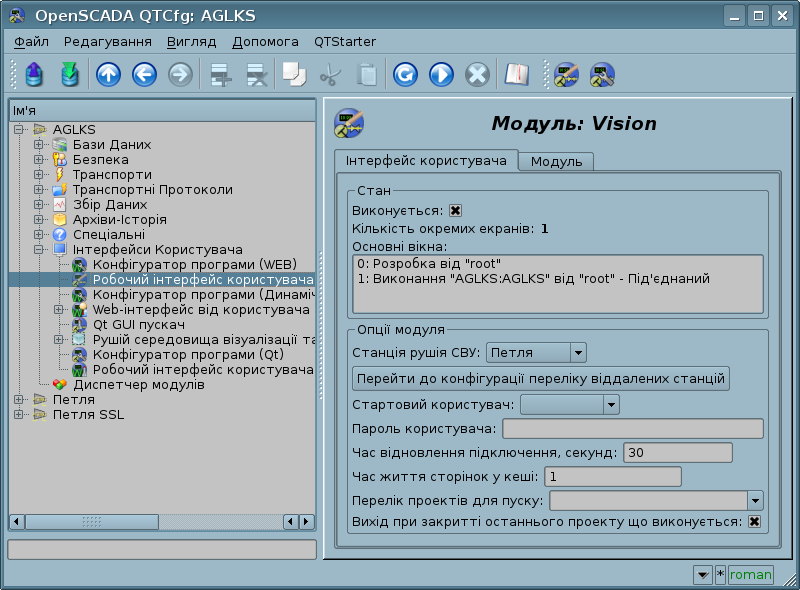 OpenSCADA QTCfg: AGLKS
Файл Редагування Вигляд Допомога QTStarter
Ім'я
AGLKS
Бази Даних
Безпека
Транспорти
Транспортні Протоколи
Збір Даних
Архіви-Історія
Спеціальні
Інтерфейси Користувача
Конфігуратор програми (WEB)
Робочий інтерфейс користувача
Конфігуратор програми (Динаміч
Web-інтерфейс від користувача
Qt GUI пускач
Рушій середовища візуалізації та
Конфігуратор програми (Qt)
Робочий інтерфейс користувача
Диспетчер модулів
Петля
Петля SSL
Модуль: Vision
Інтерфейс користувача Модуль
Стан
Виконується:
Кількість окремих екранів: 1
Основні вікна:
0: Розробка від "root"
1: Виконання "AGLKS:AGLKS" від "root" - Під'єднаний
Опції модуля
Станція рушія СВУ: Петля
Перейти до конфігурації переліку віддалених станцій
Стартовий користувач:
Пароль користувача:
Час відновлення підключення, секунд: 30
Час життя сторінок у кеші: 1
Перелік проектів для пуску:
Вихід при закритті останнього проекту що виконується:
* roman